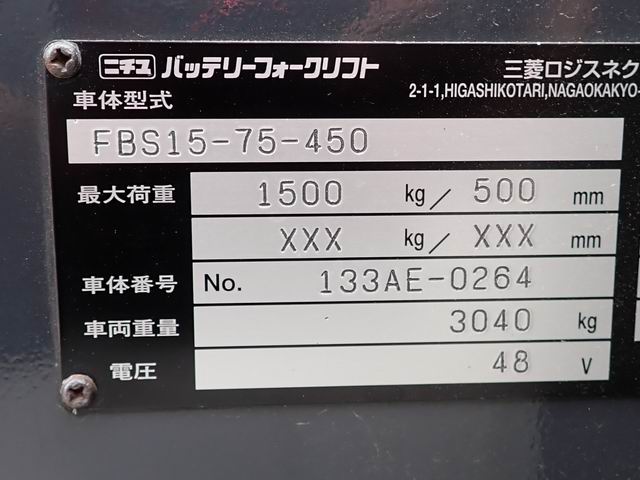 ニチユ バッテリーフォークリフト 三菱ロジスネク
2-1-1,HIGASHIKOTARI,NAGAOKAKYO-
車体型式
FBS15-75-450
最大荷重 1500 kg/ 500 mm
XXX kg/ XXX mm
車体番号 No. 133AE-0264
車両重量 3040 kg
電圧 48 V